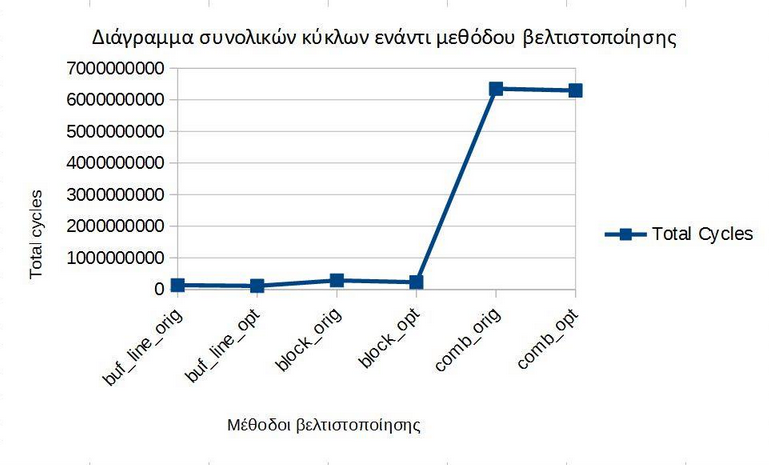 Διάγραμμα συνολικών κύκλων ενάντι μεθόδου βελτιστοποίησης
7000000000
6000000000
5000000000
4000000000
3000000000
2000000000
1000000000
0
Total cycles
buf_line_orig
buf_line_opt
block_orig
block_opt
comb_orig
comb_opt
Μέθοδοι βελτιστοποίησης
Total Cycles